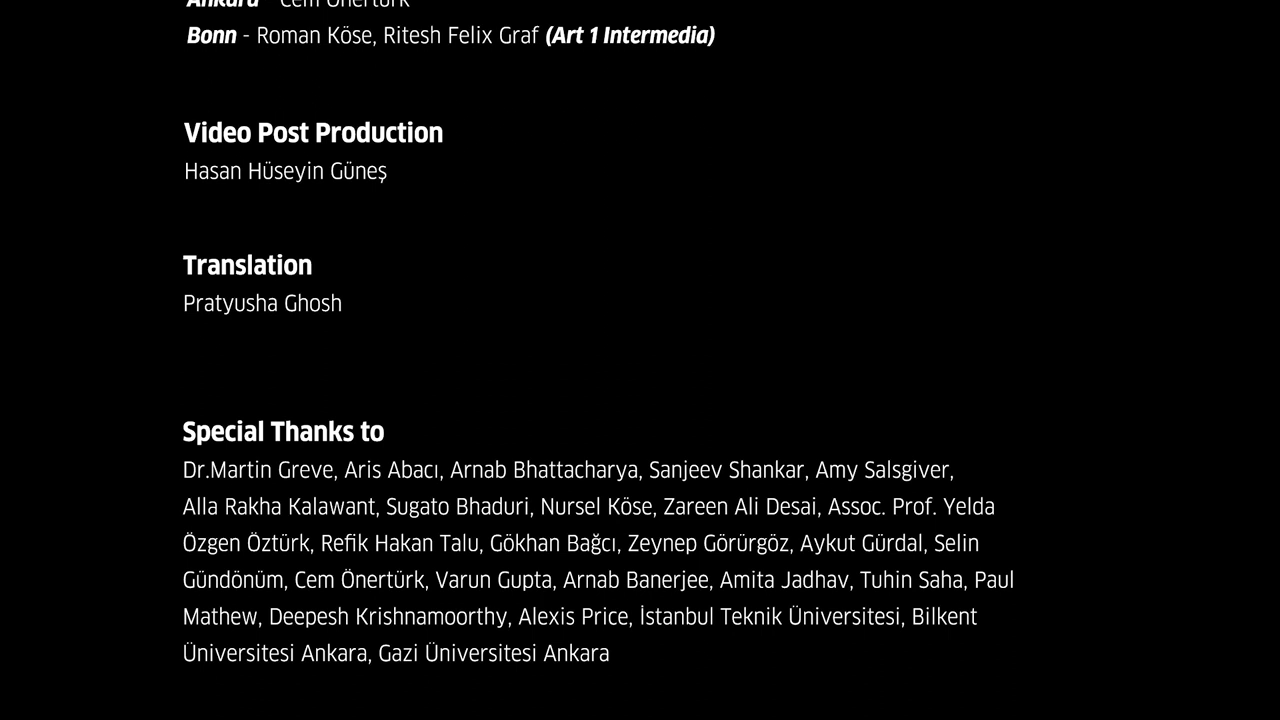 Ankara - Cem Önertürk
Bonn - Roman Köse, Ritesh Felix Graf (Art 1 Intermedia)
Video Post Production
Hasan Hüseyin Güneş
Translation
Pratyusha Ghosh
Special Thanks to
Dr.Martin Greve, Aris Abacı, Arnab Bhattacharya, Sanjeev Shankar, Amy Salsgiver,
Alla Rakha Kalawant, Sugato Bhaduri, Nursel Köse, Zareen Ali Desai, Assoc. Prof. Yelda
Özgen Öztürk, Refik Hakan Talu, Gökhan Bağcı, Zeynep Görürgöz, Aykut Gürdal, Selin
Gündönüm, Cem Önertürk, Varun Gupta, Arnab Banerjee, Amita Jadhav, Tuhin Saha, Paul
Mathew, Deepesh Krishnamoorthy, Alexis Price, İstanbul Teknik Üniversitesi, Bilkent
Üniversitesi Ankara, Gazi Üniversitesi Ankara